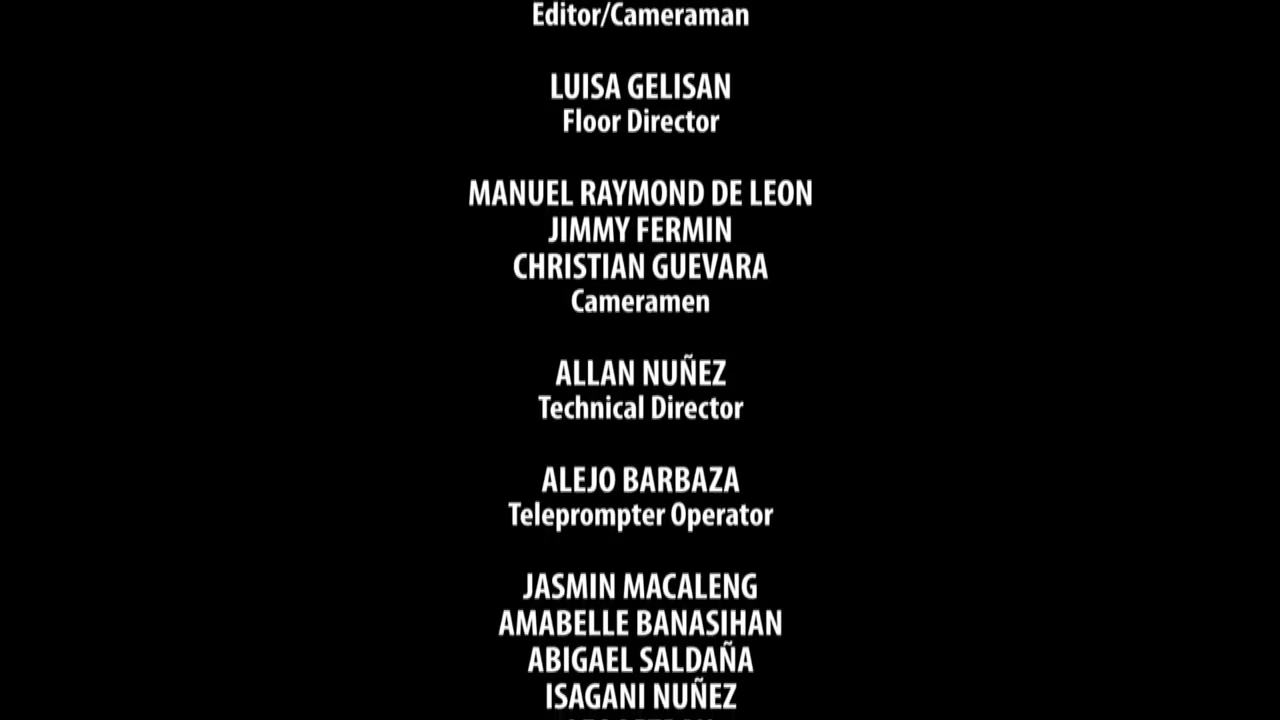 Editor/Cameraman
LUISA GELISAN
Floor Director
MANUEL RAYMOND DE LEON
JIMMY FERMIN
CHRISTIAN GUEVARA
Cameramen
ALLAN NUÑEZ
Technical Director
ALEJO BARBAZA
Teleprompter Operator
JASMIN MACALENG
AMABELLE BANASIHAN
ABIGAEL SALDAÑA
ISAGANI NUÑEZ